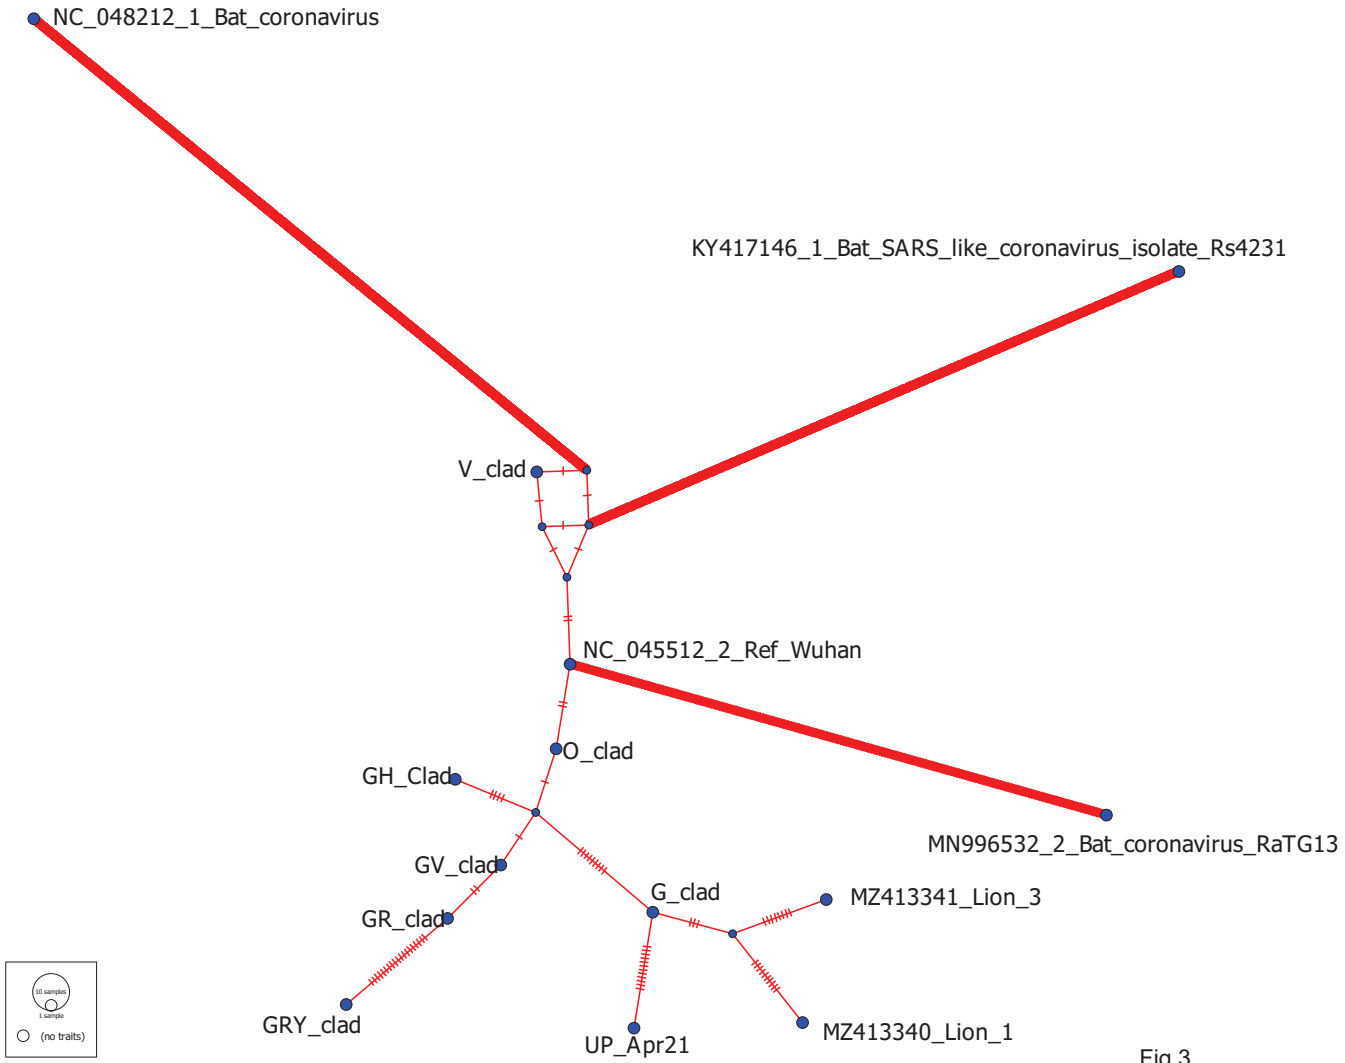 NC_048212_1_Bat_coronavirus
KY417146_1_Bat_SARS_like_coronavirus_isolate_Rs4231
V_clad
NC_045512_2_Ref_Wuhan
O_clad
GH_Clad
MN996532_2_Bat_coronavirus_RaTG13
GV_clad
G_clad
MZ413341_Lion_3
GR_clad
10 samples
1 sample
(no traits)
GRY_clad
MZ413340_Lion_1
UP_Apr21
Fig 3